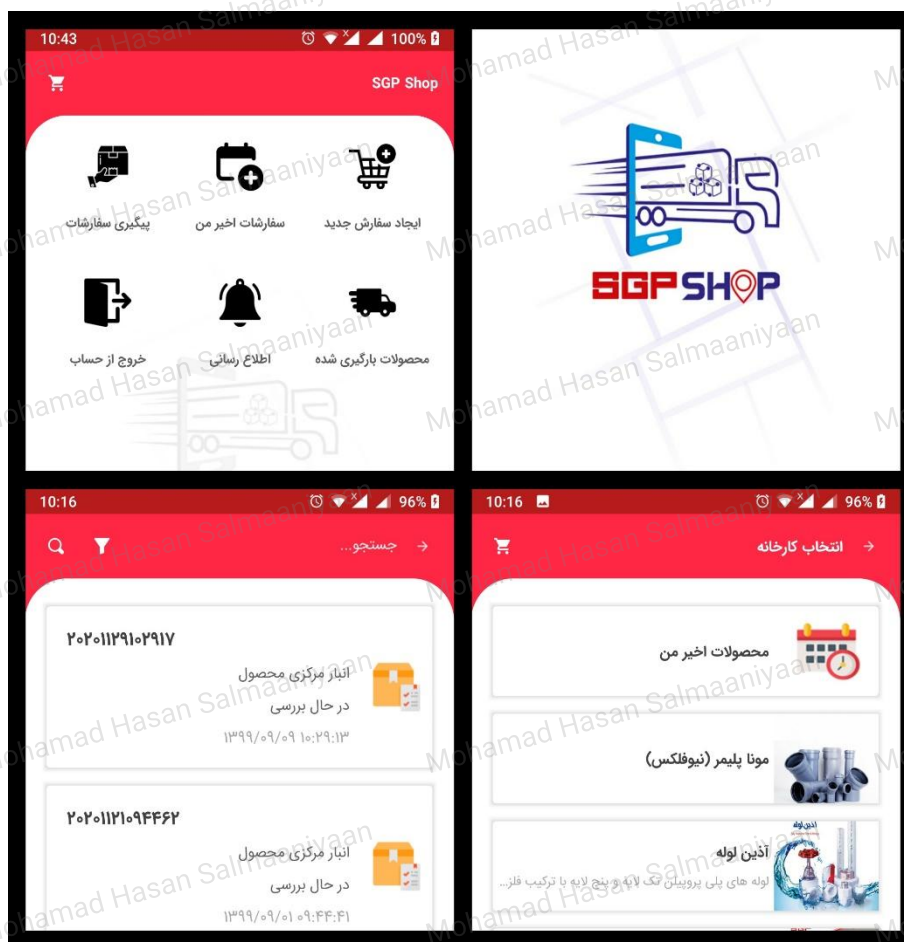 10:43
100%
SGP Shop
ایجاد سفارش جدید
سفارشات اخیر من
پیگیری سفارشات
محصولات بارگیری شده
اطلاع رسانی
خروج از حساب
SGP SHOP
10:16
96%
جستجو...
۲۰۲۰۱۱۲۹۱۰۲۹۱۷
انبار مرکزی محصول
در حال بررسی
۱۳۹۹/۰۹/۰۹ ۱۰:۲۹:۱۳
۲۰۲۰۱۱۲۱۰۹۴۴۶۲
انبار مرکزی محصول
در حال بررسی
۱۳۹۹/۰۹/۰۱ ۰۹:۴۴:۴۱
10:16
96%
انتخاب کارخانه
محصولات اخیر من
مونا پلیمر (نیوفلکس)
آذین لوله
آذین لوله
لوله های پلی پروپیلن تک لایه و پنج لایه با ترکیب فلز...
Mohamad Hasan Salmaaniyaan